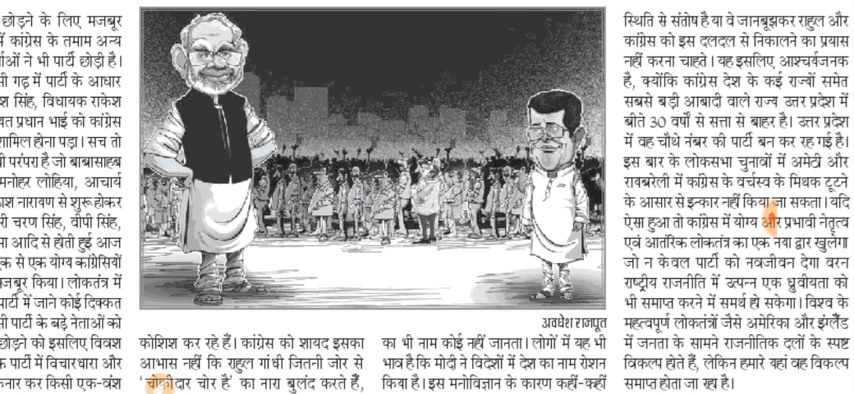 छोड़ने के लिए मजबूर
में कांग्रेस के तमाम अन्य
ओं ने भी पार्टी छोड़ी है।
गढ़ में पार्टी के आधार
सिंह, विधायक राकेश
प्रधान भाई को कांग्रेस
शामिल होना पड़ा। सच तो
परंपरा है जो बाबासाहब
मनोहर लोहिया, आचार्य
नारायण से शुरू होकर
चरण सिंह, वीपी सिंह,
आदि से होती हुई आज
से एक योग्य कांग्रेसियों
मजबूर किया। लोकतंत्र में
पार्टी में जाने कोई दिक्कत
पार्टी के बड़े नेताओं को
छोड़ने को इसलिए विवश
पार्टी में विचारधारा और
कर किसी एक-वंश
अवधेश राजपूत
कोशिश कर रहे हैं। कांग्रेस को शायद इसका
आभास नहीं कि राहुल गांधी जितनी जोर से
'चोकीदार चोर है' का नारा बुलंद करते हैं,
का भी नाम कोई नहीं जानता। लोगों में यह भी
भाव है कि मोदी ने विदेशों में देश का नाम रोशन
किया है। इस मनोविज्ञान के कारण कहीं-कहीं
स्थिति से संतोष है या वे जानबूझकर राहुल और
कांग्रेस को इस दलदल से निकालने का प्रयास
नहीं करना चाहते। यह इसलिए आश्चर्यजनक
है, क्योंकि कांग्रेस देश के कई राज्यों समेत
सबसे बड़ी आबादी वाले राज्य उत्तर प्रदेश में
बीते 30 वर्षों से सत्ता से बाहर है। उत्तर प्रदेश
में वह चौथे नंबर की पार्टी बन कर रह गई है।
इस बार के लोकसभा चुनावों में अमेठी और
रायबरेली में कांग्रेस के वर्चस्व के मिथक टूटने
के आसार से इन्कार नहीं किया जा सकता। यदि
ऐसा हुआ तो कांग्रेस में योग्य और प्रभावी नेतृत्व
एवं आंतरिक लोकतंत्र का एक नया द्वार खुलेगा
जो न केवल पार्टी को नवजीवन देगा वरन
राष्ट्रीय राजनीति में उत्पन्न एक ध्रुवीयता को
भी समाप्त करने में समर्थ हो सकेगा। विश्व के
महत्वपूर्ण लोकतंत्रों जैसे अमेरिका और इंग्लैंड
में जनता के सामने राजनीतिक दलों के स्पष्ट
विकल्प होते हैं, लेकिन हमारे यहां वह विकल्प
समाप्त होता जा रहा है।